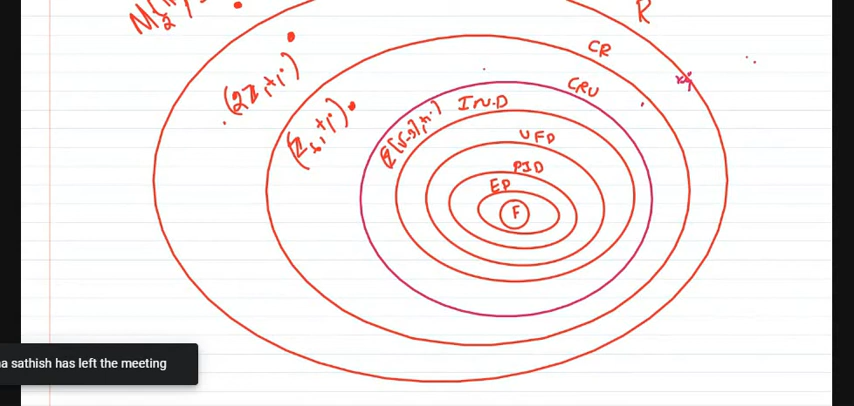 R
CR
CRU
IN.D
(2Z,+,·)
(Z₆,+,·)
Z[√-5],+,·)
UFD
PID
EP
F
a sathish has left the meeting